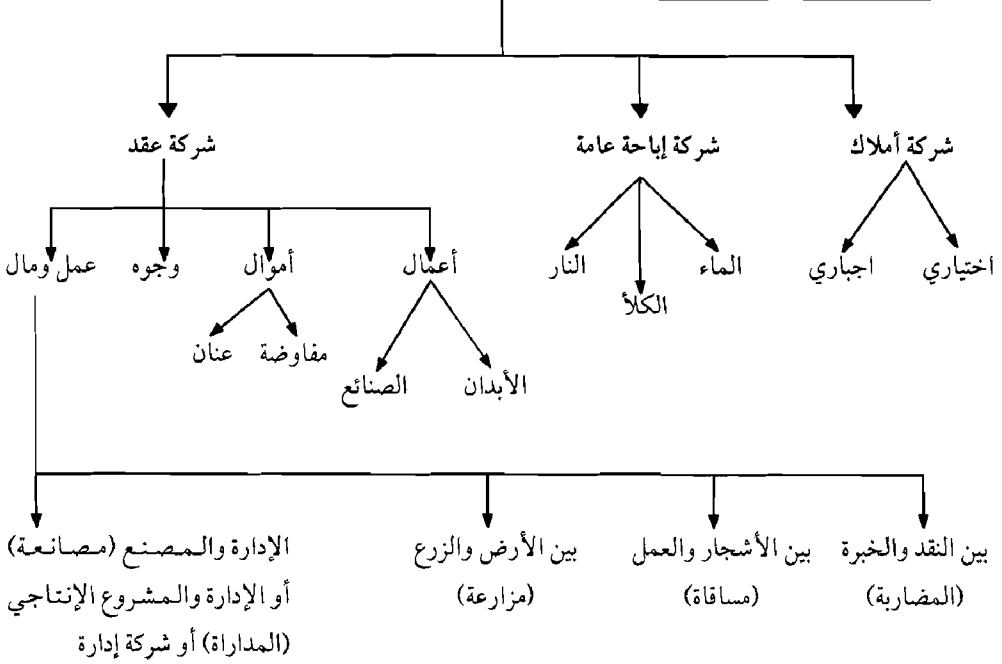 شركة أملاك
شركة إباحة عامة
شركة عقد
اختياري
اجباري
الماء
الكلأ
النار
أعمال
أموال
وجوه
عمل ومال
الأبدان
الصنائع
مفاوضة
عنان
بين النقد والخبرة
(المضاربة)
بين الأشجار والعمل
(مساقاة)
بين الأرض والزرع
(مزارعة)
الإدارة والمصنع (مصانعة)
أو الإدارة والمشروع الإنتاجي
(المداراة) أو شركة إدارة